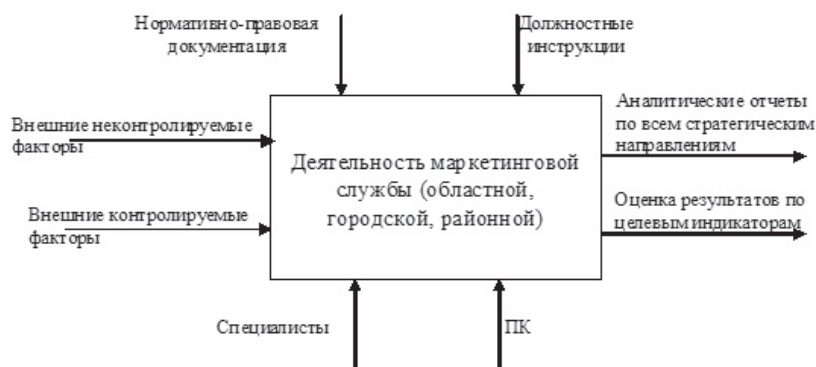 Нормативно-правовая
документация
Должностные
инструкции
Внешние неконтролируемые
факторы
Внешние контролируемые
факторы
Деятельность маркетинговой
службы (областной,
городской, районной)
Аналитические отчеты
по всем стратегическим
направлениям
Оценка результатов по
целевым индикаторам
Специалисты
ПК